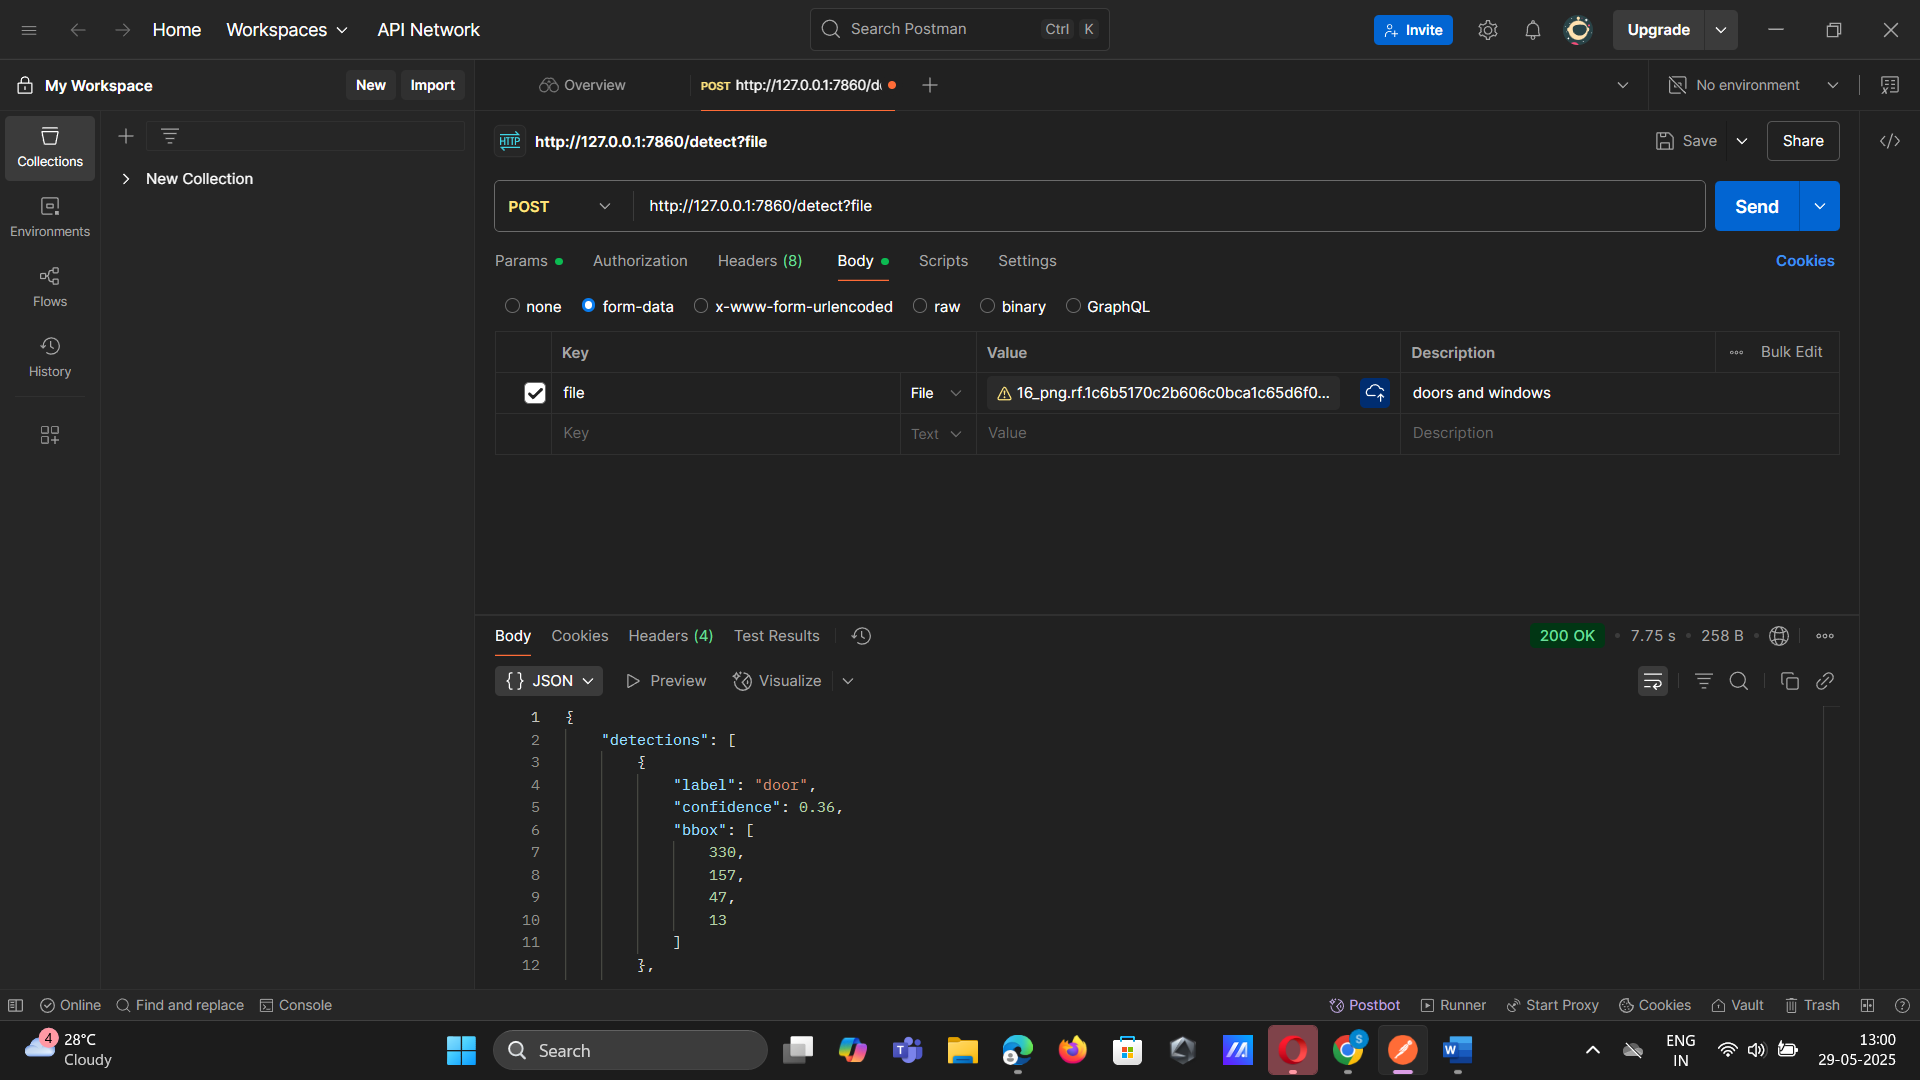 Home Workspaces API Network
Search Postman Ctrl K
Invite Upgrade
My Workspace New Import
Overview POST http://127.0.0.1:7860/d No environment
Collections
HTTP http://127.0.0.1:7860/detect?file Save Share
New Collection
POST http://127.0.0.1:7860/detect?file Send
Environments
Params Authorization Headers (8) Body Scripts Settings Cookies
Flows
none form-data x-www-form-urlencoded raw binary GraphQL
Key Value Description Bulk Edit
History
file File 16_png.rf.1c6b5170c2b606c0bca1c65d6f0... doors and windows
Key Text Value Description
Body Cookies Headers (4) Test Results 200 OK 7.75 s 258 B
{} JSON Preview Visualize
1 {
2 "detections": [
3 {
4 "label": "door",
5 "confidence": 0.36,
6 "bbox": [
7 330,
8 157,
9 47,
10 13
11 ]
12 },
Online Find and replace Console Postbot Runner Start Proxy Cookies Vault Trash
4 28°C
Cloudy
Search
S
ENG
IN
13:00
29-05-2025